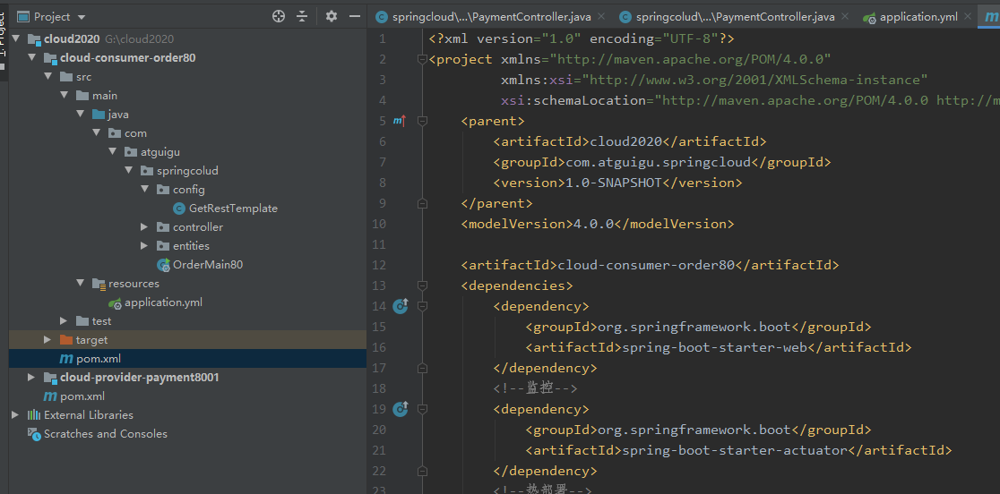 1: Project
Project
cloud2020 G:\cloud2020
cloud-consumer-order80
src
main
java
com
atguigu
springcolud
config
GetRestTemplate
controller
entities
OrderMain80
resources
application.yml
test
target
pom.xml
cloud-provider-payment8001
pom.xml
External Libraries
Scratches and Consoles
springcloud\...\PaymentController.java springcolud\...\PaymentController.java application.yml
1 <?xml version="1.0" encoding="UTF-8"?>
2 <project xmlns="http://maven.apache.org/POM/4.0.0"
3 xmlns:xsi="http://www.w3.org/2001/XMLSchema-instance"
4 xsi:schemaLocation="http://maven.apache.org/POM/4.0.0 http://m
5 <parent>
6 <artifactId>cloud2020</artifactId>
7 <groupId>com.atguigu.springcloud</groupId>
8 <version>1.0-SNAPSHOT</version>
9 </parent>
10 <modelVersion>4.0.0</modelVersion>
11
12 <artifactId>cloud-consumer-order80</artifactId>
13 <dependencies>
14 <dependency>
15 <groupId>org.springframework.boot</groupId>
16 <artifactId>spring-boot-starter-web</artifactId>
17 </dependency>
18 <!--监控-->
19 <dependency>
20 <groupId>org.springframework.boot</groupId>
21 <artifactId>spring-boot-starter-actuator</artifactId>
22 </dependency>
23 <!--热部署-->